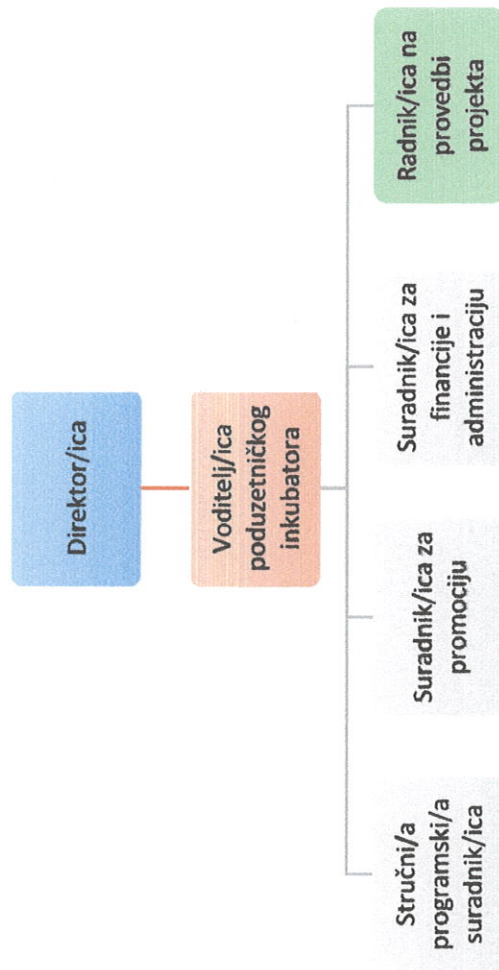 Direktor/ica
Voditelj/ica
poduzetničkog
inkubatora
Stručni/a
programski/a
suradnik/ica
Suradnik/ica za
promociju
Suradnik/ica za
financije i
administraciju
Radnik/ica na
provedbi
projekta